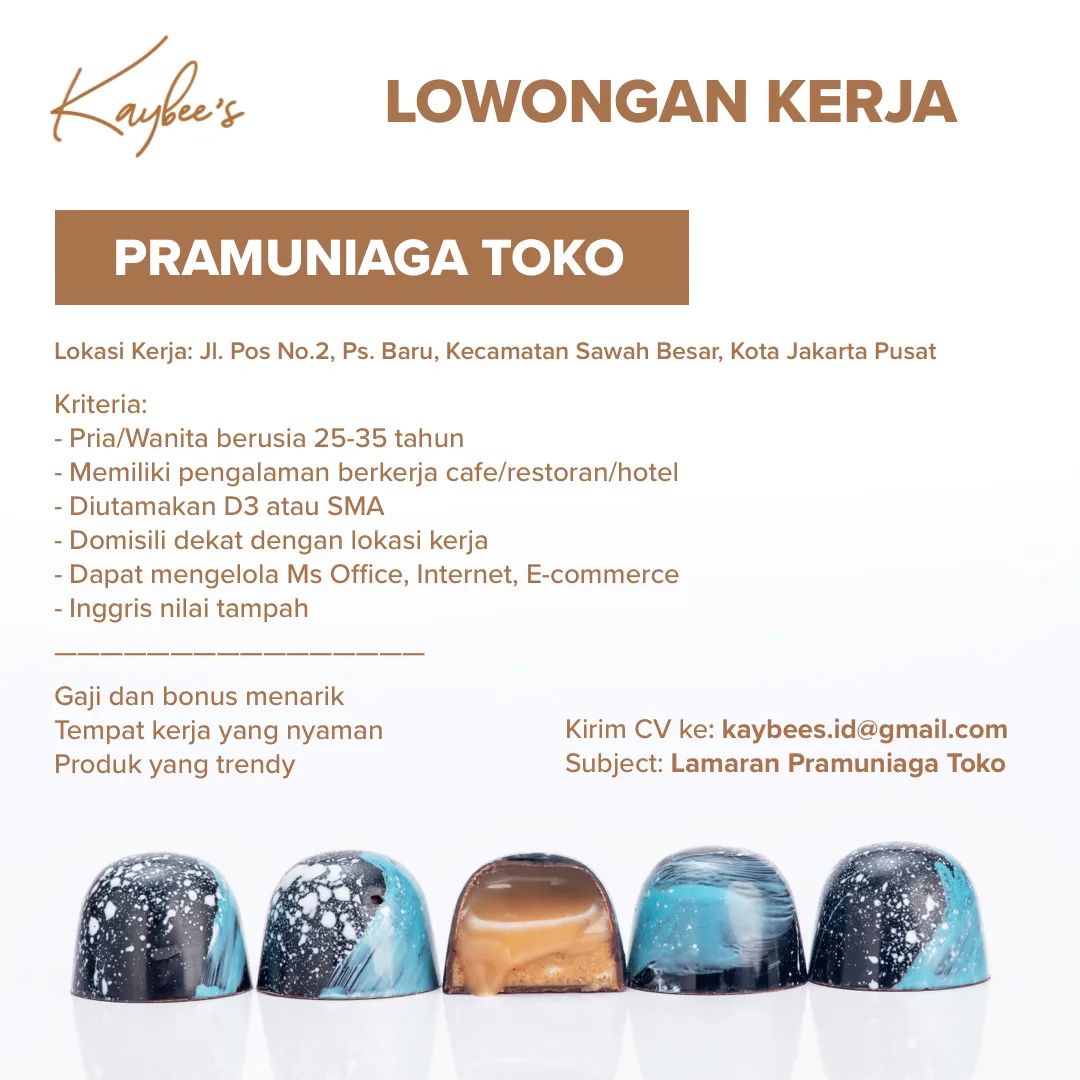 Kaybee's
LOWONGAN KERJA
PRAMUNIAGA TOKO
Lokasi Kerja: Jl. Pos No.2, Ps. Baru, Kecamatan Sawah Besar, Kota Jakarta Pusat
Kriteria:
- Pria/Wanita berusia 25-35 tahun
- Memiliki pengalaman berkerja cafe/restoran/hotel
- Diutamakan D3 atau SMA
- Domisili dekat dengan lokasi kerja
- Dapat mengelola Ms Office, Internet, E-commerce
- Inggris nilai tampah
————————————————
Gaji dan bonus menarik
Tempat kerja yang nyaman
Produk yang trendy
Kirim CV ke: kaybees.id@gmail.com
Subject: Lamaran Pramuniaga Toko